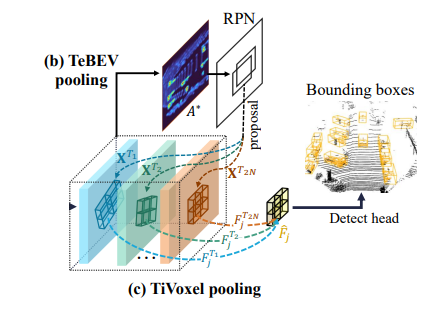 RPN
(b) TeBEV
pooling
A*
Bounding boxes
proposal
X^{T_1}
X^{T_2}
X^{T_{2N}}
F_j^{T_{2N}}
F_j^{T_2}
F_j^{T_1}
F̂_j
...
Detect head
(c) TiVoxel pooling